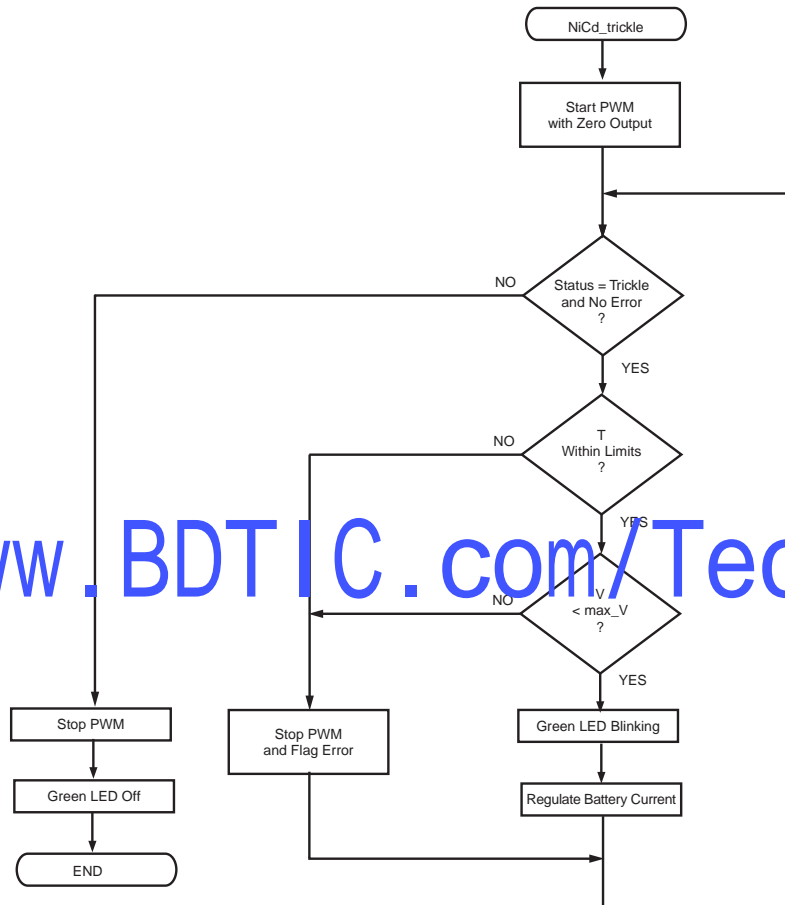 NiCd_trickle
Start PWM
with Zero Output
NO
Status = Trickle
and No Error
?
YES
NO
T
Within Limits
?
YES
ww.BDTIC.com/Tec
NO
V
< max_V
?
YES
Stop PWM
Stop PWM
and Flag Error
Green LED Blinking
Green LED Off
Regulate Battery Current
END